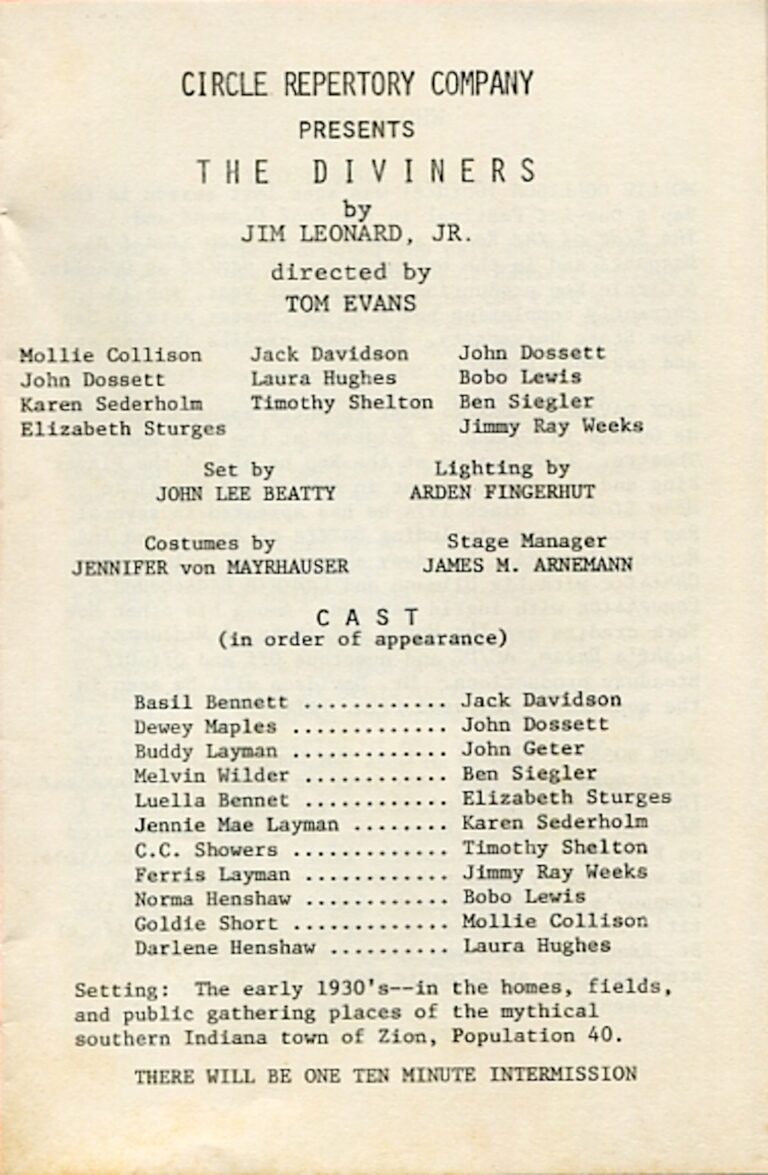 CIRCLE REPERTORY COMPANY
PRESENTS
THE DIVINERS
by
JIM LEONARD, JR.
directed by
TOM EVANS
Mollie Collison Jack Davidson John Dossett
John Dossett Laura Hughes Bobo Lewis
Karen Sederholm Timothy Shelton Ben Siegler
Elizabeth Sturges Jimmy Ray Weeks
Set by Lighting by
JOHN LEE BEATTY ARDEN FINGERHUT
Costumes by Stage Manager
JENNIFER von MAYRHAUSER JAMES M. ARNEMANN
CAST
(in order of appearance)
Basil Bennett ............ Jack Davidson
Dewey Maples ............. John Dossett
Buddy Layman ............. John Geter
Melvin Wilder ............ Ben Siegler
Luella Bennet ............ Elizabeth Sturges
Jennie Mae Layman ........ Karen Sederholm
C.C. Showers ............. Timothy Shelton
Ferris Layman ............ Jimmy Ray Weeks
Norma Henshaw ............ Bobo Lewis
Goldie Short ............. Mollie Collison
Darlene Henshaw .......... Laura Hughes
Setting: The early 1930's--in the homes, fields,
and public gathering places of the mythical
southern Indiana town of Zion, Population 40.
THERE WILL BE ONE TEN MINUTE INTERMISSION